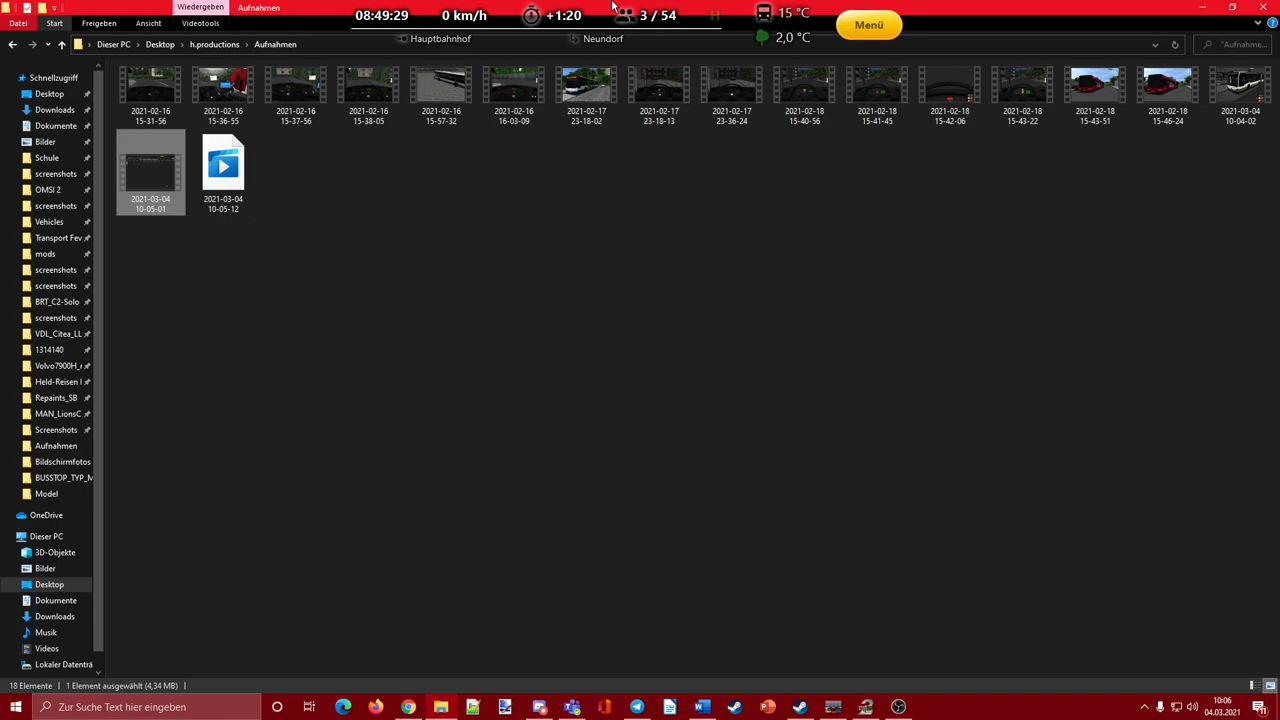 Wiedergeben Aufnahmen
Datei Start Freigeben Ansicht Videotools
08:49:29 0 km/h +1:20 3 / 54 H 15 °C Menü
Hauptbahnhof Neundorf 2,0 °C
Dieser PC Desktop h.productions Aufnahmen "Aufnahme...
Schnellzugriff
Desktop
Downloads
Dokumente
Bilder
Schule
screenshots
OMSI 2
screenshots
Vehicles
Transport Fev
mods
screenshots
screenshots
BRT_C2-Solo
screenshots
VDL_Citea_LL
1314140
Volvo7900H_r
Held-Reisen I
Repaints_SB
MAN_LionsC
Screenshots
Aufnahmen
Bildschirmfotos
BUSSTOP_TYP_M
Model
OneDrive
Dieser PC
3D-Objekte
Bilder
Desktop
Dokumente
Downloads
Musik
Videos
Lokaler Datenträ
2021-02-16 15-31-56
2021-02-16 15-36-55
2021-02-16 15-37-56
2021-02-16 15-38-05
2021-02-16 15-57-32
2021-02-16 16-03-09
2021-02-17 23-18-02
2021-02-17 23-18-13
2021-02-17 23-36-24
2021-02-18 15-40-56
2021-02-18 15-41-45
2021-02-18 15-42-06
2021-02-18 15-43-22
2021-02-18 15-43-51
2021-02-18 15-46-24
2021-03-04 10-04-02
2021-03-04 10-05-01
2021-03-04 10-05-12
18 Elemente 1 Element ausgewählt (4,34 MB)
Zur Suche Text hier eingeben
10:06
04.03.2021